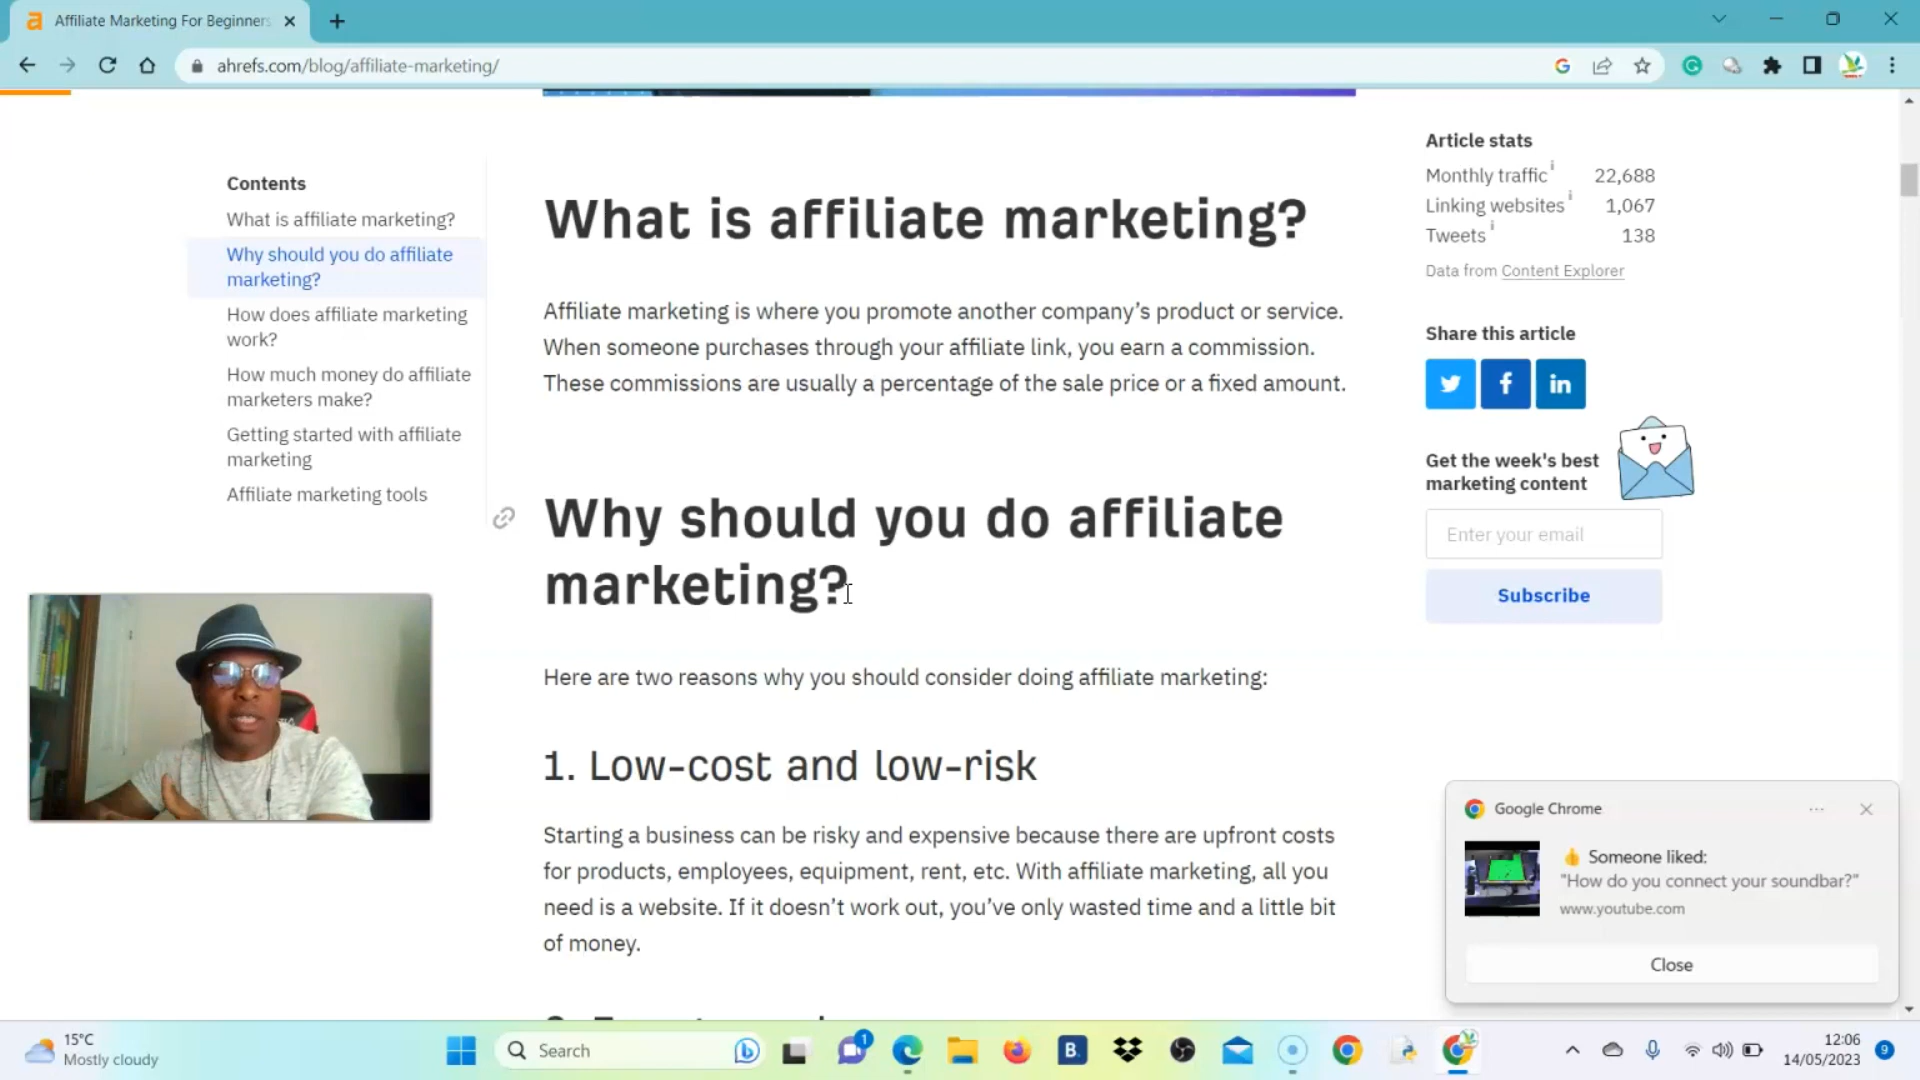 Affiliate Marketing For Beginners
ahrefs.com/blog/affiliate-marketing/
Contents
What is affiliate marketing?
Why should you do affiliate
marketing?
How does affiliate marketing
work?
How much money do affiliate
marketers make?
Getting started with affiliate
marketing
Affiliate marketing tools
What is affiliate marketing?
Affiliate marketing is where you promote another company’s product or service.
When someone purchases through your affiliate link, you earn a commission.
These commissions are usually a percentage of the sale price or a fixed amount.
Why should you do affiliate
marketing?
Here are two reasons why you should consider doing affiliate marketing:
1. Low-cost and low-risk
Starting a business can be risky and expensive because there are upfront costs
for products, employees, equipment, rent, etc. With affiliate marketing, all you
need is a website. If it doesn’t work out, you’ve only wasted time and a little bit
of money.
Article stats
Monthly traffic i 22,688
Linking websites i 1,067
Tweets i 138
Data from Content Explorer
Share this article
Get the week's best
marketing content
Enter your email
Subscribe
Google Chrome
👍 Someone liked:
"How do you connect your soundbar?"
www.youtube.com
Close
15°C
Mostly cloudy
Search
1
B.
12:06
14/05/2023
9